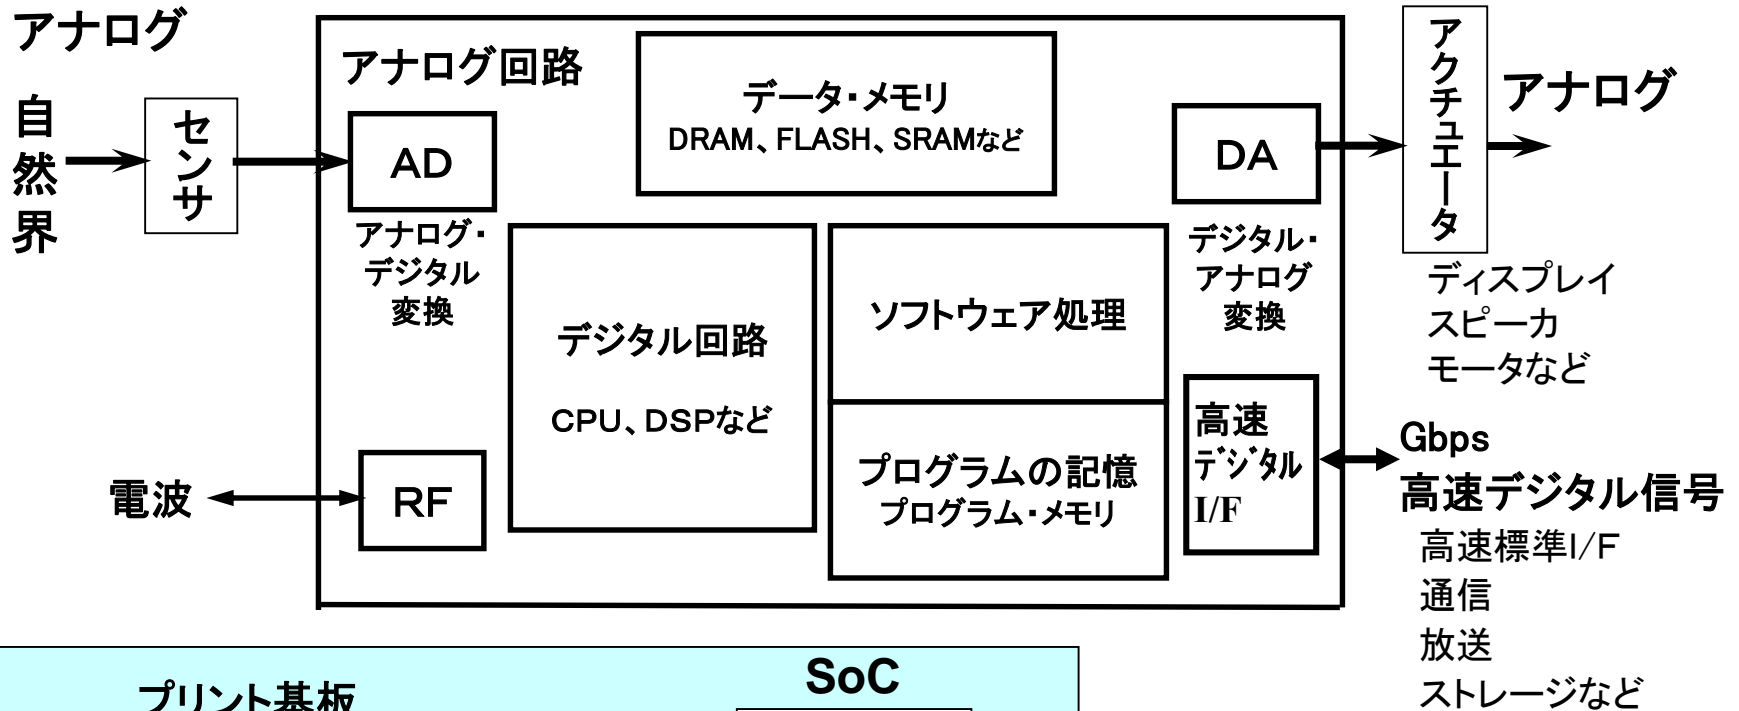 アナログ
自然界
センサ
アナログ回路
AD
アナログ・
デジタル
変換
データ・メモリ
DRAM、FLASH、SRAMなど
デジタル回路
CPU、DSPなど
ソフトウェア処理
プログラムの記憶
プログラム・メモリ
DA
デジタル・
アナログ
変換
アクチュエータ
アナログ
ディスプレイ
スピーカ
モータなど
電波
RF
高速
デジタル
I/F
Gbps
高速デジタル信号
高速標準I/F
通信
放送
ストレージなど
プリント基板
SoC